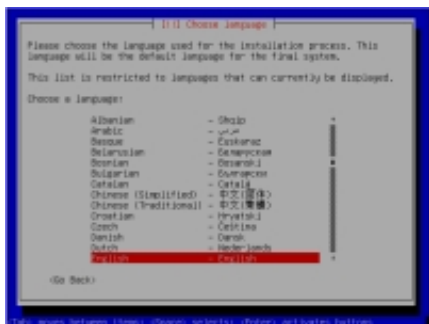 [!] Choose language
Please choose the language used for the installation process. This
language will be the default language for the final system.
This list is restricted to languages that can currently be displayed.
Choose a language:
Albanian - Shqip
Arabic - عربي
Basque - Euskaraz
Belarusian - Беларуская
Bosnian - Bosanski
Bulgarian - Български
Catalan - Català
Chinese (Simplified) - 中文(简体)
Chinese (Traditional) - 中文(繁體)
Croatian - Hrvatski
Czech - Čeština
Danish - Dansk
Dutch - Nederlands
English - English
<Go Back>
<Tab> moves between items; <Space> selects; <Enter> activates buttons